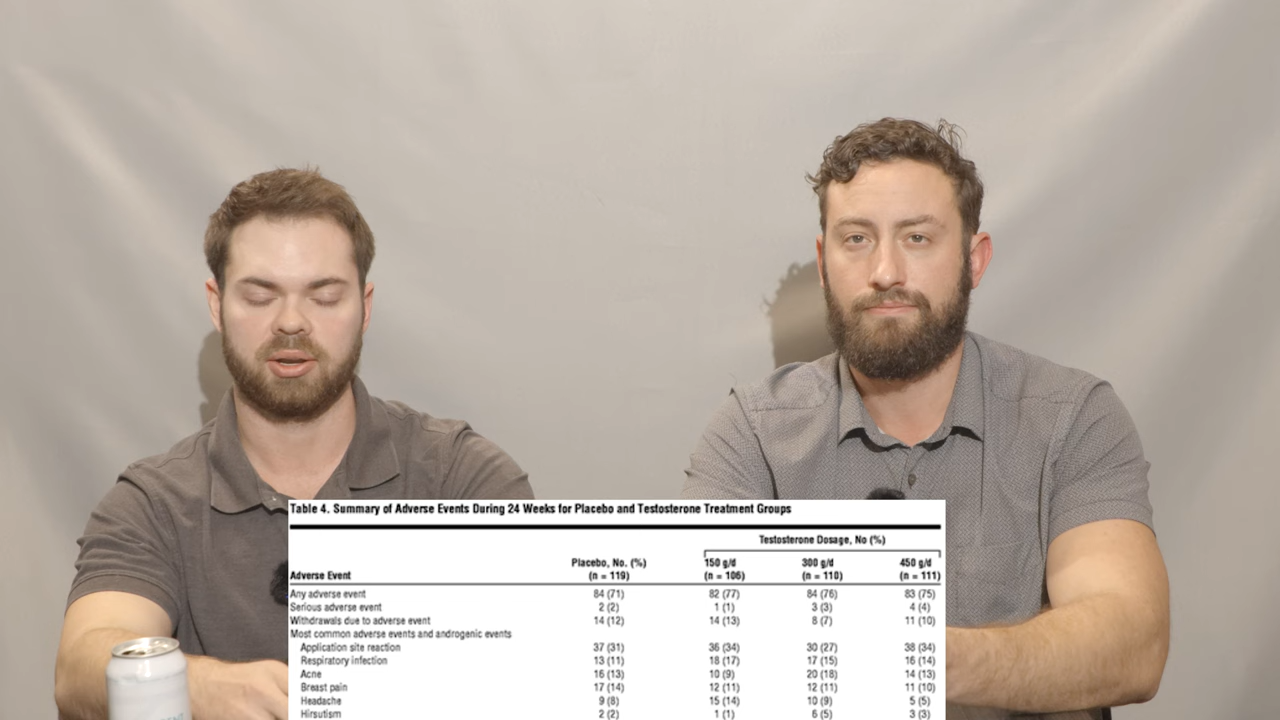 Table 4. Summary of Adverse Events During 24 Weeks for Placebo and Testosterone Treatment Groups
Testosterone Dosage, No (%)
Placebo, No. (%) 150 g/d 300 g/d 450 g/d
Adverse Event (n = 119) (n = 106) (n = 110) (n = 111)
Any adverse event 84 (71) 82 (77) 84 (76) 83 (75)
Serious adverse event 2 (2) 1 (1) 3 (3) 4 (4)
Withdrawals due to adverse event 14 (12) 14 (13) 8 (7) 11 (10)
Most common adverse events and androgenic events
Application site reaction 37 (31) 36 (34) 30 (27) 38 (34)
Respiratory infection 13 (11) 18 (17) 17 (15) 16 (14)
Acne 16 (13) 10 (9) 20 (18) 14 (13)
Breast pain 17 (14) 12 (11) 12 (11) 11 (10)
Headache 9 (8) 15 (14) 10 (9) 5 (5)
Hirsutism 2 (2) 1 (1) 6 (5) 3 (3)